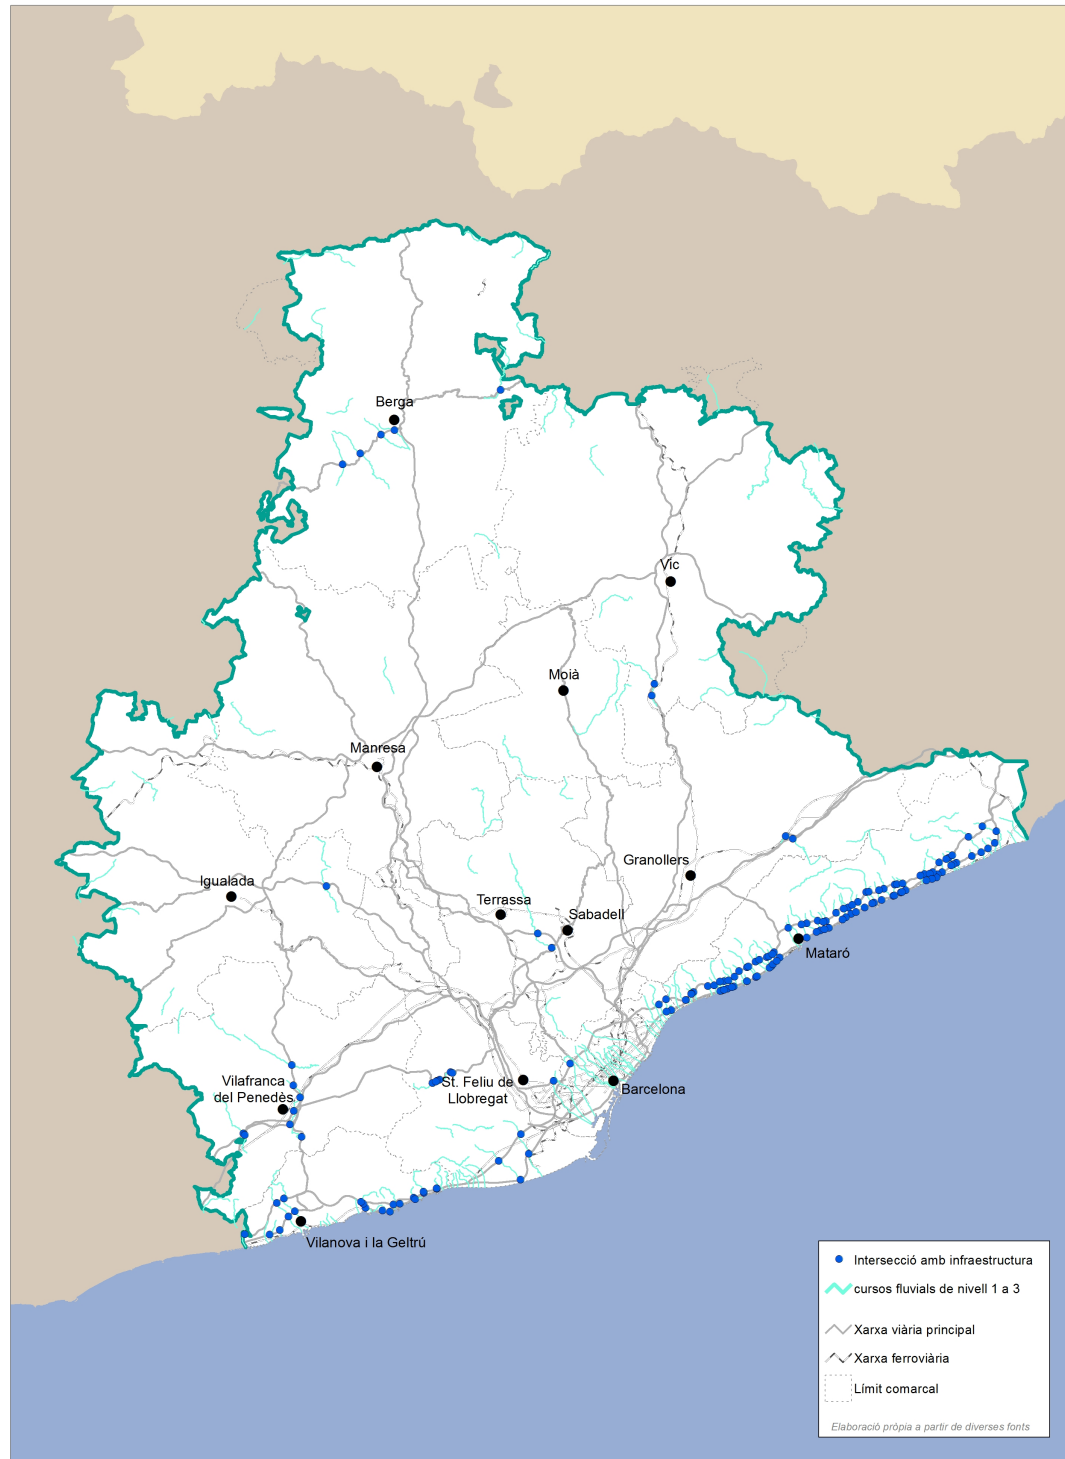 Berga
Vic
Moià
Manresa
Granollers
Igualada
Terrassa
Sabadell
Mataró
Vilafranca
del Penedès
St. Feliu de
Llobregat
Barcelona
Vilanova i la Geltrú
Intersecció amb infraestructura
cursos fluvials de nivell 1 a 3
Xarxa viària principal
Xarxa ferroviària
Límit comarcal
Elaboració pròpia a partir de diverses fonts